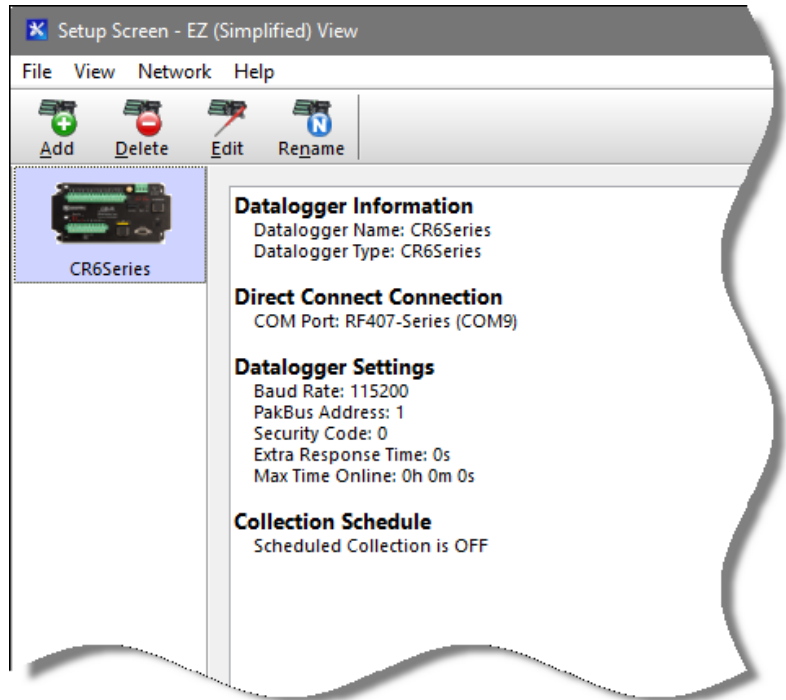 Setup Screen - EZ (Simplified) View
File View Network Help
Add Delete Edit Rename
CR6Series
Datalogger Information
Datalogger Name: CR6Series
Datalogger Type: CR6Series
Direct Connect Connection
COM Port: RF407-Series (COM9)
Datalogger Settings
Baud Rate: 115200
PakBus Address: 1
Security Code: 0
Extra Response Time: 0s
Max Time Online: 0h 0m 0s
Collection Schedule
Scheduled Collection is OFF